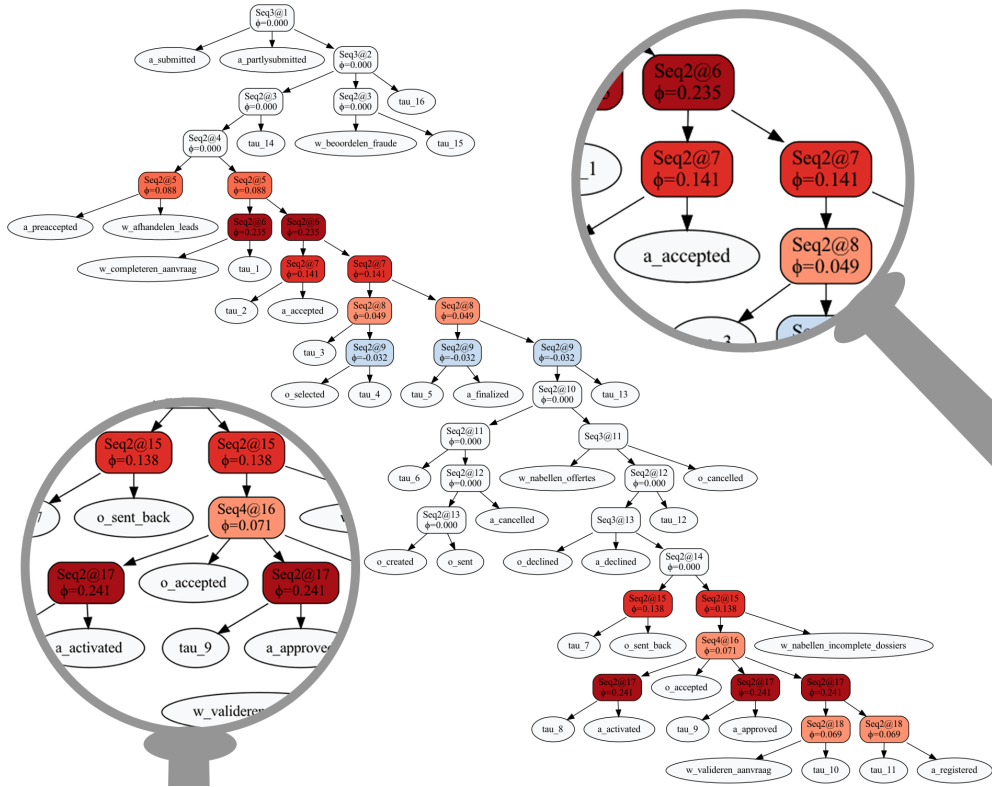 Seq3@1
ϕ=0.000
a_submitted
a_partlysubmitted
Seq3@2
ϕ=0.000
Seq2@3
ϕ=0.000
Seq2@3
ϕ=0.000
tau_16
Seq2@4
ϕ=0.000
tau_14
w_beoordelen_fraude
tau_15
Seq2@5
ϕ=0.088
Seq2@5
ϕ=0.088
a_preaccepted
w_afhandelen_leads
Seq2@6
ϕ=0.235
Seq2@6
ϕ=0.235
w_completeren_aanvraag
tau_1
Seq2@7
ϕ=0.141
Seq2@7
ϕ=0.141
tau_2
a_accepted
Seq2@8
ϕ=0.049
Seq2@8
ϕ=0.049
tau_3
Seq2@9
ϕ=-0.032
Seq2@9
ϕ=-0.032
Seq2@9
ϕ=-0.032
o_selected
tau_4
tau_5
a_finalized
Seq2@10
ϕ=0.000
tau_13
Seq2@11
ϕ=0.000
Seq3@11
tau_6
Seq2@12
ϕ=0.000
w_nabellen_offertes
Seq2@12
ϕ=0.000
o_cancelled
Seq2@13
ϕ=0.000
a_cancelled
Seq3@13
tau_12
o_created
o_sent
o_declined
a_declined
Seq2@14
ϕ=0.000
Seq2@15
ϕ=0.138
Seq2@15
ϕ=0.138
tau_7
o_sent_back
Seq4@16
ϕ=0.071
w_nabellen_incomplete_dossiers
Seq2@17
ϕ=0.241
o_accepted
Seq2@17
ϕ=0.241
Seq2@17
ϕ=0.241
tau_8
a_activated
tau_9
a_approved
Seq2@18
ϕ=0.069
Seq2@18
ϕ=0.069
w_valideren_aanvraag
tau_10
tau_11
a_registered
Seq2@6
ϕ=0.235
_1
Seq2@7
ϕ=0.141
Seq2@7
ϕ=0.141
a_accepted
Seq2@8
ϕ=0.049
_3
Seq2@15
ϕ=0.138
Seq2@15
ϕ=0.138
7
o_sent_back
Seq4@16
ϕ=0.071
Seq2@17
ϕ=0.241
o_accepted
Seq2@17
ϕ=0.241
a_activated
tau_9
a_approve
w_valideren